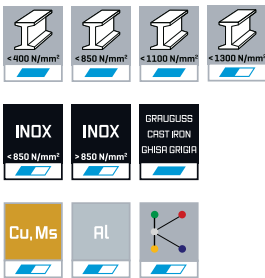 <400 N/mm²
<850 N/mm²
<1100 N/mm²
<1300 N/mm²
INOX
<850 N/mm²
INOX
>850 N/mm²
GRAUGUSS
CAST IRON
GHISA GRIGIA
Cu, Ms
Al